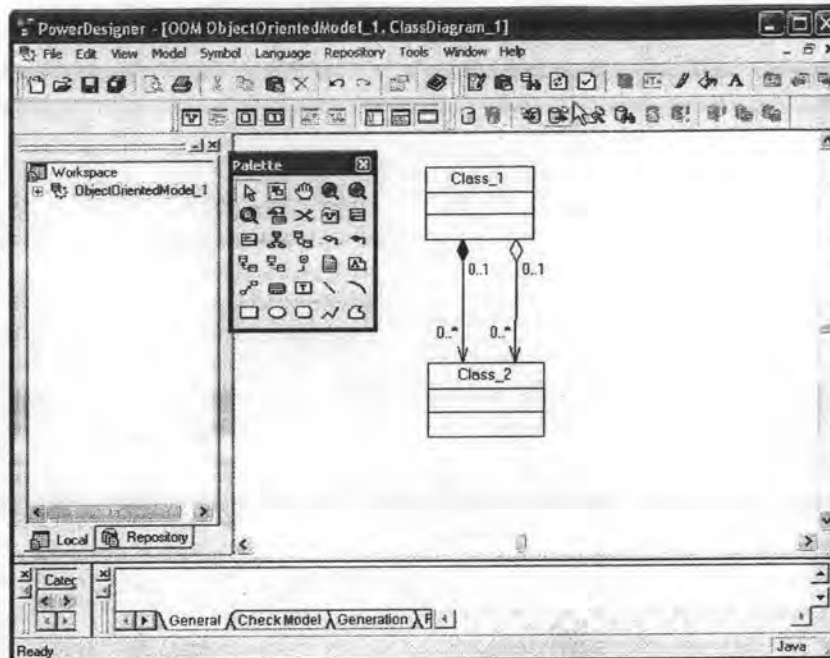 PowerDesigner - [OOM ObjectOrientedModel_1, ClassDiagram_1]
File Edit View Model Symbol Language Repository Tools Window Help
Workspace
ObjectOrientedModel_1
Palette
Class_1
0..1 0..1
0..* 0..*
Class_2
Local Repository
Categ
General Check Model Generation
Ready
Java